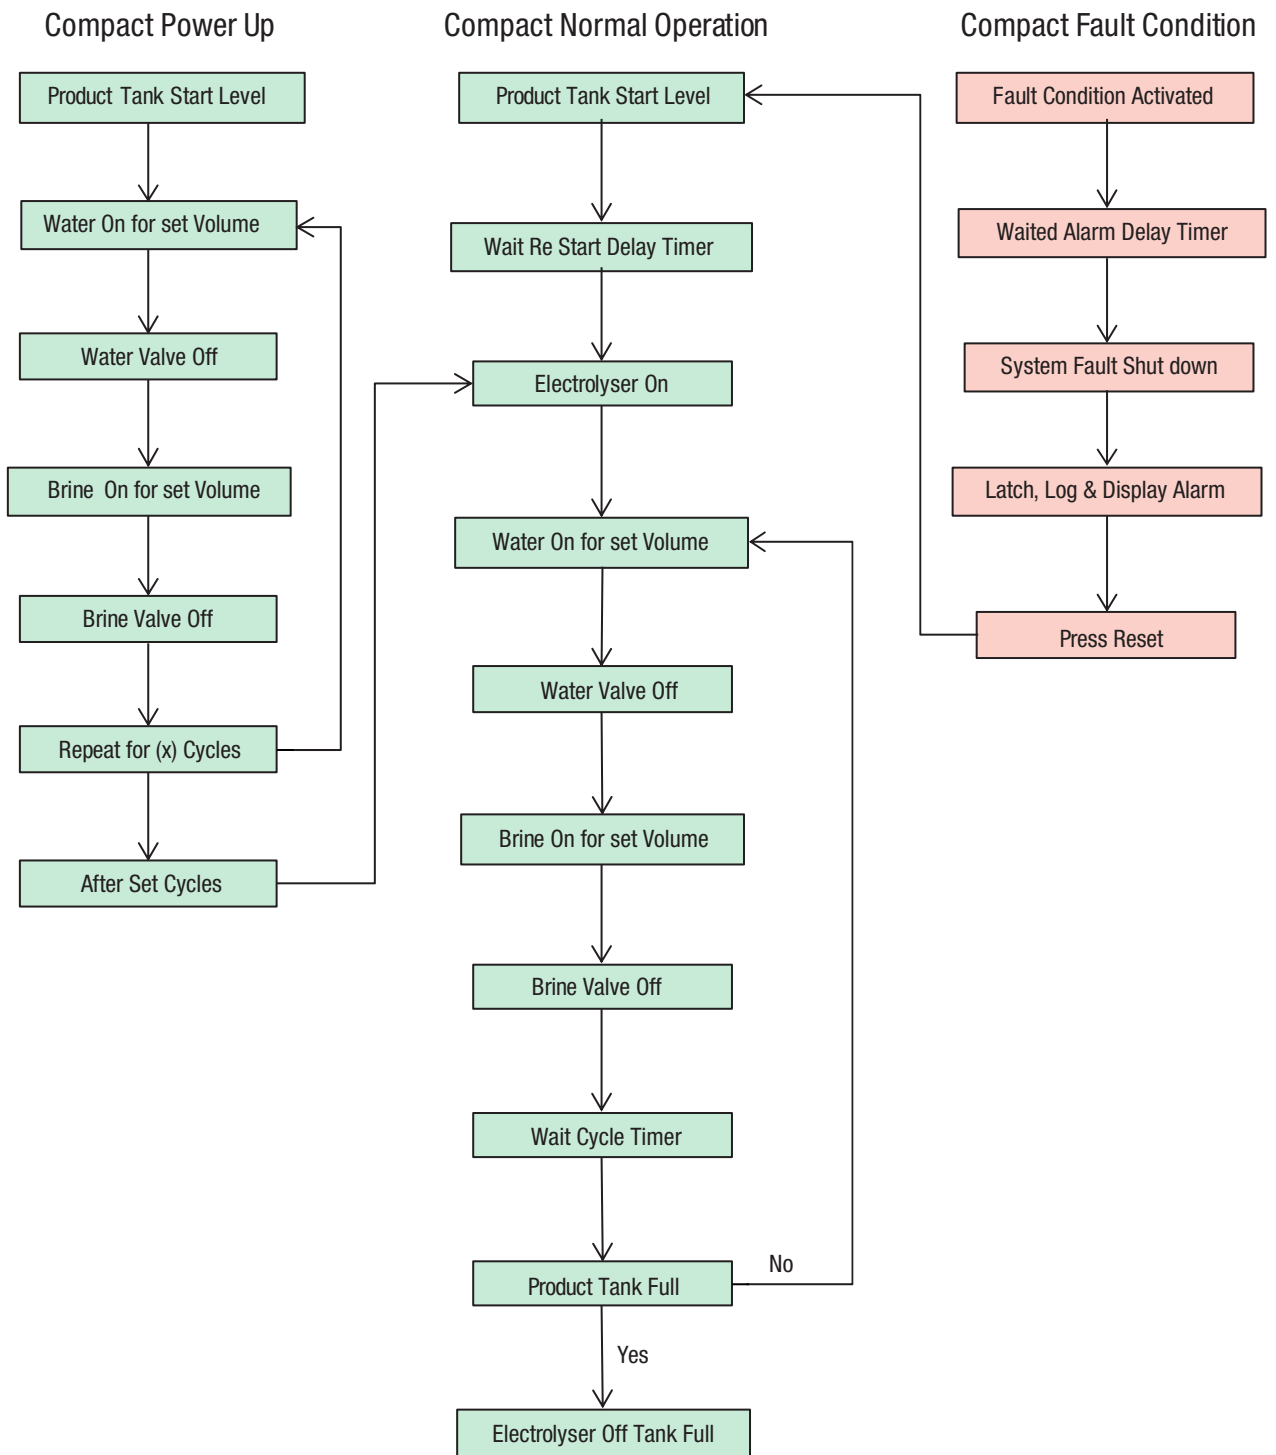 Compact Power Up
Product Tank Start Level
Water On for set Volume
Water Valve Off
Brine On for set Volume
Brine Valve Off
Repeat for (x) Cycles
After Set Cycles
Compact Normal Operation
Product Tank Start Level
Wait Re Start Delay Timer
Electrolyser On
Water On for set Volume
Water Valve Off
Brine On for set Volume
Brine Valve Off
Wait Cycle Timer
Product Tank Full
No
Yes
Electrolyser Off Tank Full
Compact Fault Condition
Fault Condition Activated
Waited Alarm Delay Timer
System Fault Shut down
Latch, Log & Display Alarm
Press Reset